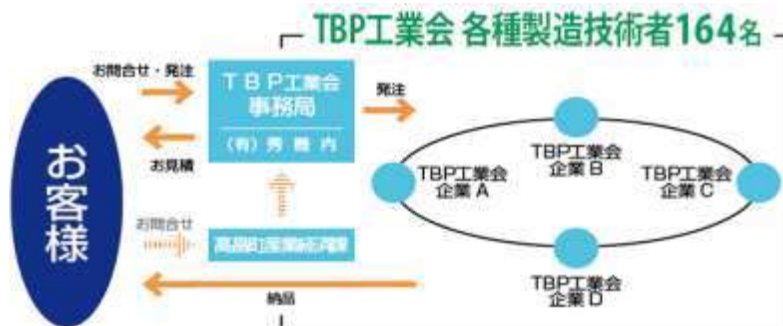 TBP工業会 各種製造技術者164名
お問合せ・発注
TBP工業会
事務局
(有)秀 内
発注
お見積
お客様
お問合せ
TBP工業会
企業A
TBP工業会
企業B
TBP工業会
企業C
TBP工業会
企業D
納品